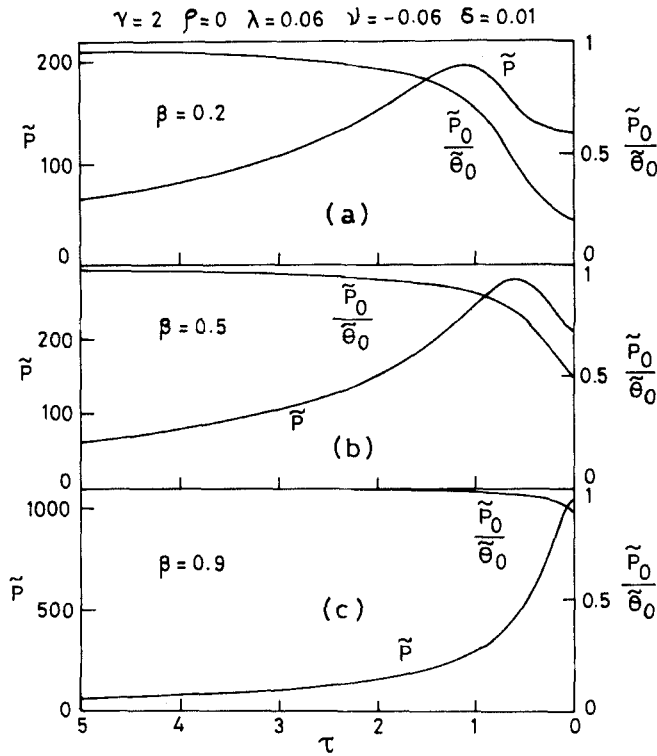 γ = 2 ρ = 0 λ = 0.06 ν = −0.06 δ = 0.01
200
100
0
P̃
β = 0.2
P̃
P̃₀
θ̃₀
(a)
1
0.5
0
P̃₀
θ̃₀
200
100
0
P̃
β = 0.5
P̃₀
θ̃₀
P̃
(b)
1
0.5
0
P̃₀
θ̃₀
1000
500
0
P̃
β = 0.9
P̃₀
θ̃₀
P̃
(c)
1
0.5
0
P̃₀
θ̃₀
5 4 3 2 1 0
τ